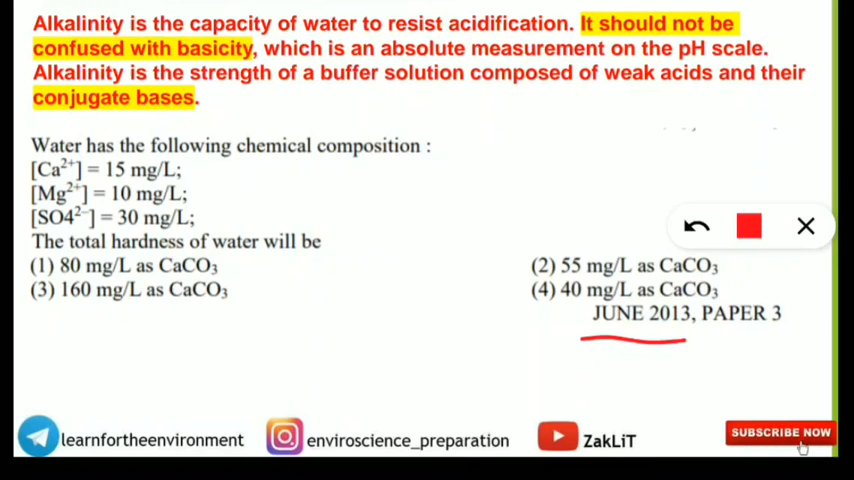 Alkalinity is the capacity of water to resist acidification. It should not be
confused with basicity, which is an absolute measurement on the pH scale.
Alkalinity is the strength of a buffer solution composed of weak acids and their
conjugate bases.
Water has the following chemical composition :
[Ca²⁺] = 15 mg/L;
[Mg²⁺] = 10 mg/L;
[SO4²⁻] = 30 mg/L;
The total hardness of water will be
(1) 80 mg/L as CaCO₃ (2) 55 mg/L as CaCO₃
(3) 160 mg/L as CaCO₃ (4) 40 mg/L as CaCO₃
JUNE 2013, PAPER 3
learnfortheenvironment enviroscience_preparation ZakLiT SUBSCRIBE NOW